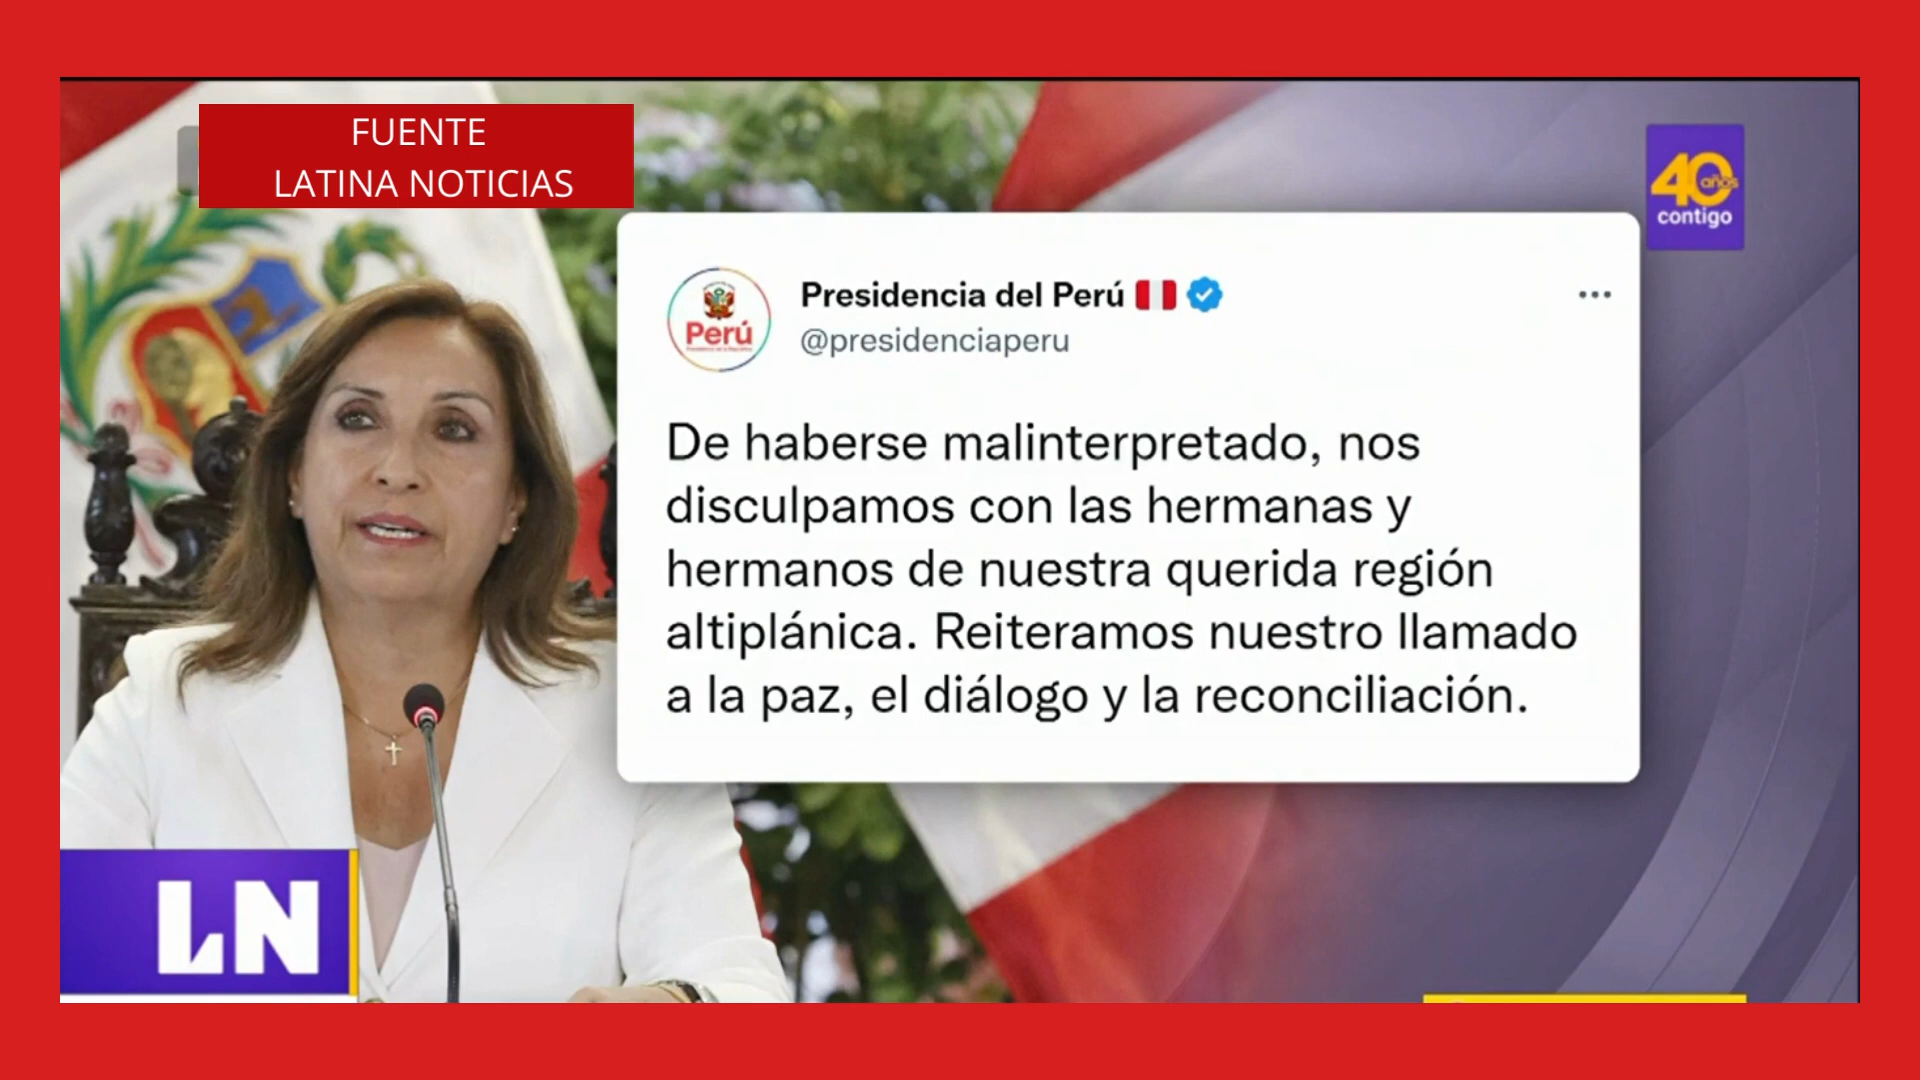 FUENTE
LATINA NOTICIAS
40 años
contigo
Perú
Presidencia del Perú
@presidenciaperu
De haberse malinterpretado, nos
disculpamos con las hermanas y
hermanos de nuestra querida región
altiplánica. Reiteramos nuestro llamado
a la paz, el diálogo y la reconciliación.
LN